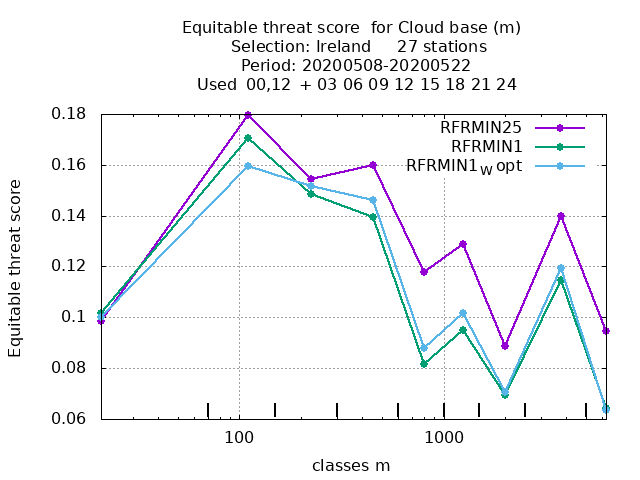 Equitable threat score  for Cloud base (m)
Selection: Ireland     27 stations
Period: 20200508-20200522
Used  00,12  + 03 06 09 12 15 18 21 24
RFRMIN25
RFRMIN1
RFRMIN1_W opt
0.18
0.16
0.14
0.12
0.1
0.08
0.06
Equitable threat score
100
1000
classes m